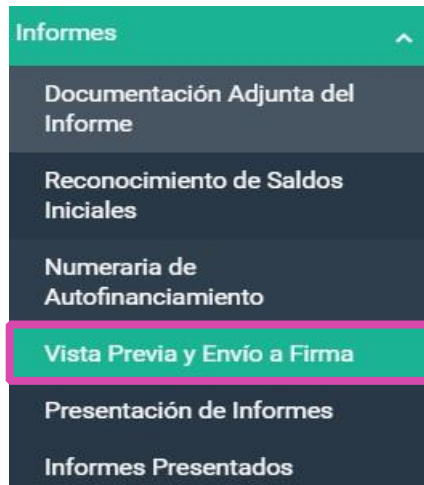 Informes
Documentación Adjunta del
Informe
Reconocimiento de Saldos
Iniciales
Numeraria de
Autofinanciamiento
Vista Previa y Envío a Firma
Presentación de Informes
Informes Presentados